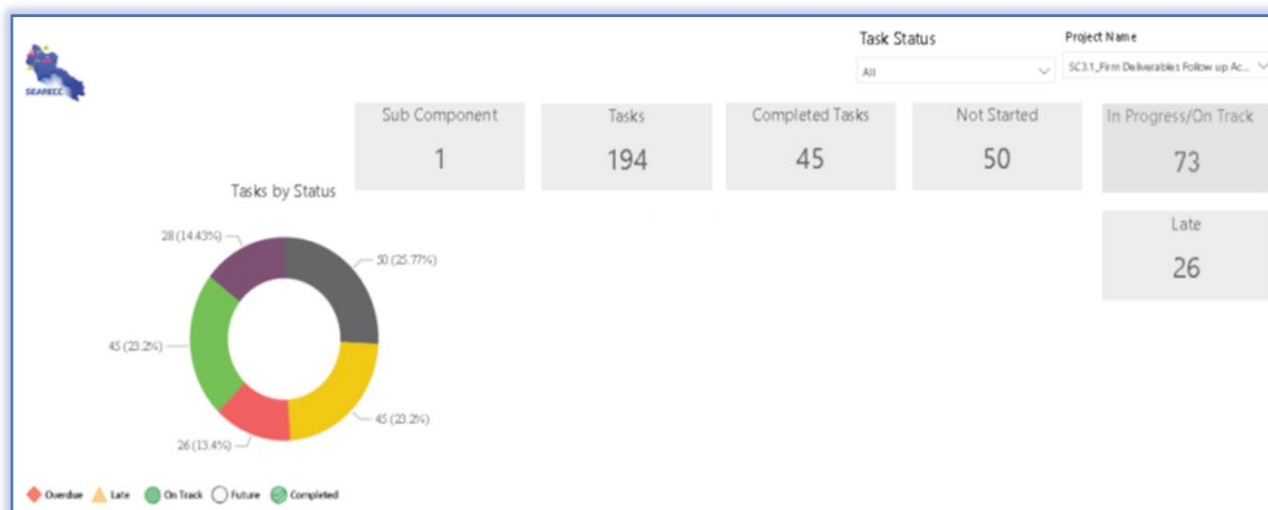 SEARECC
Task Status
All
Project Name
SC3.1_Firm Deliverables Follow up Ac...
Sub Component
1
Tasks
194
Completed Tasks
45
Not Started
50
In Progress/On Track
73
Late
26
Tasks by Status
28 (14.43%)
50 (25.77%)
45 (23.2%)
45 (23.2%)
26 (13.4%)
Overdue Late On Track Future Completed